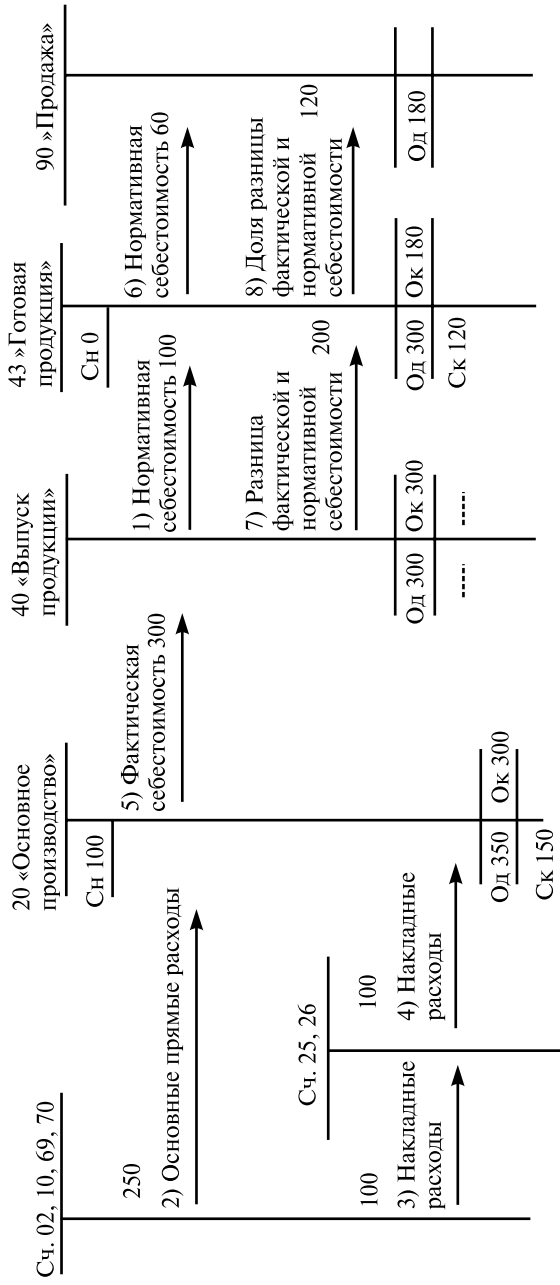 Сч. 02, 10, 69, 70
250
2) Основные прямые расходы
100
3) Накладные
расходы
Сч. 25, 26
100
4) Накладные
расходы
20 «Основное
производство»
Сн 100
Од 350 Ок 300
Ск 150
5) Фактическая
себестоимость 300
40 «Выпуск
продукции»
Од 300 Ок 300
1) Нормативная
себестоимость 100
7) Разница
фактической и
нормативной 200
себестоимости
43 »Готовая
продукция»
Сн 0
Од 300 Ок 180
Ск 120
6) Нормативная
себестоимость 60
8) Доля разницы
фактической и
нормативной 120
себестоимости
90 »Продажа»
Од 180